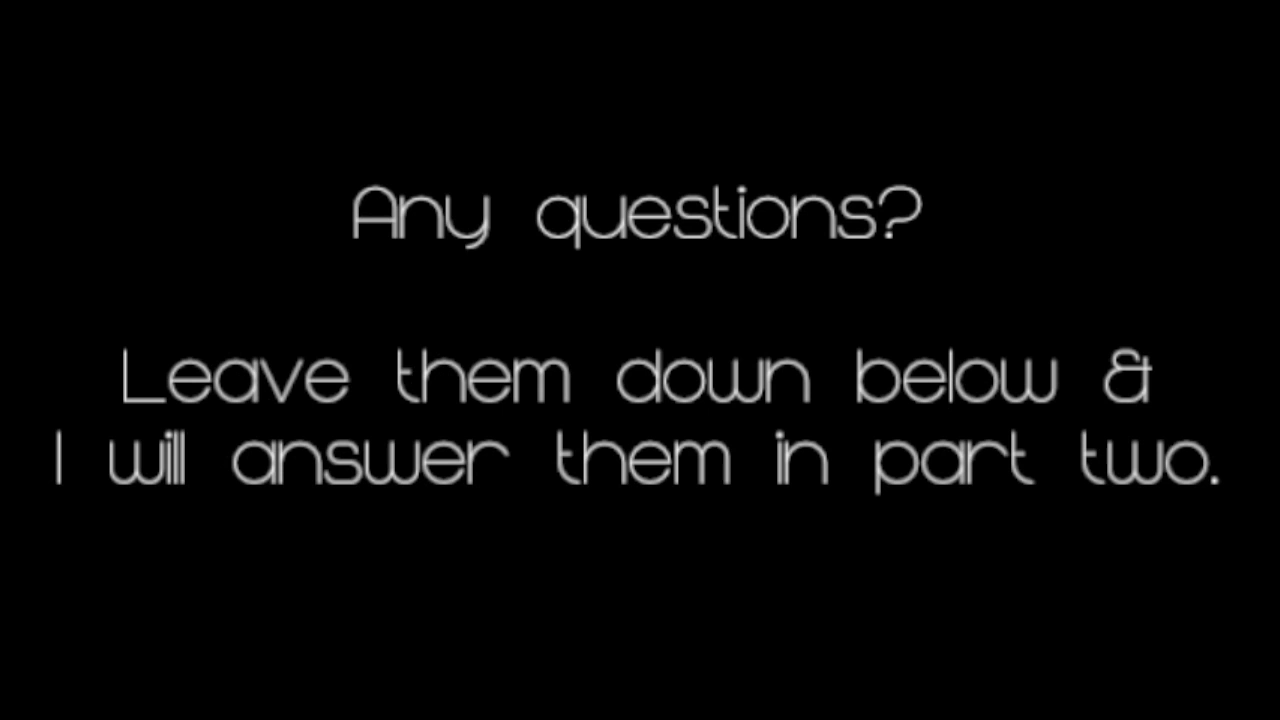 Any questions?
Leave them down below &
I will answer them in part two.